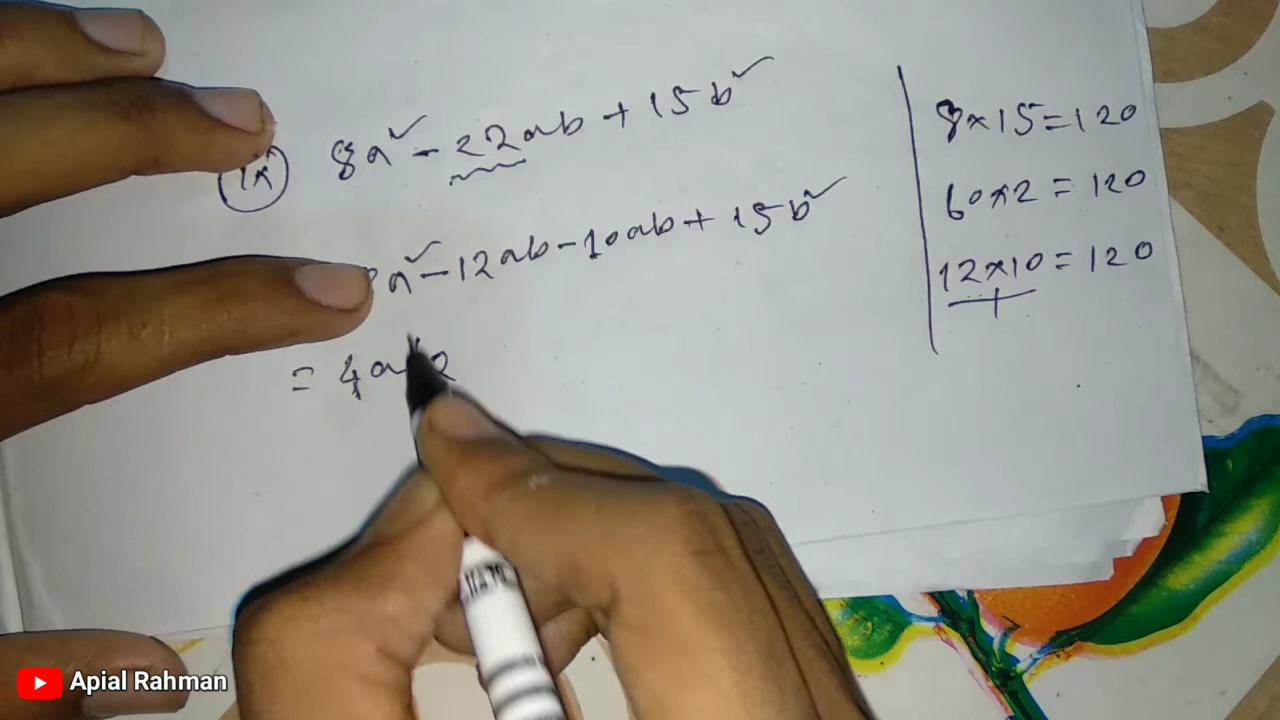 (ix) 8a² - 22ab + 15b²
8a² - 12ab - 10ab + 15b²
= 4a
8×15=120
60×2 = 120
12×10 = 120
Apial Rahman